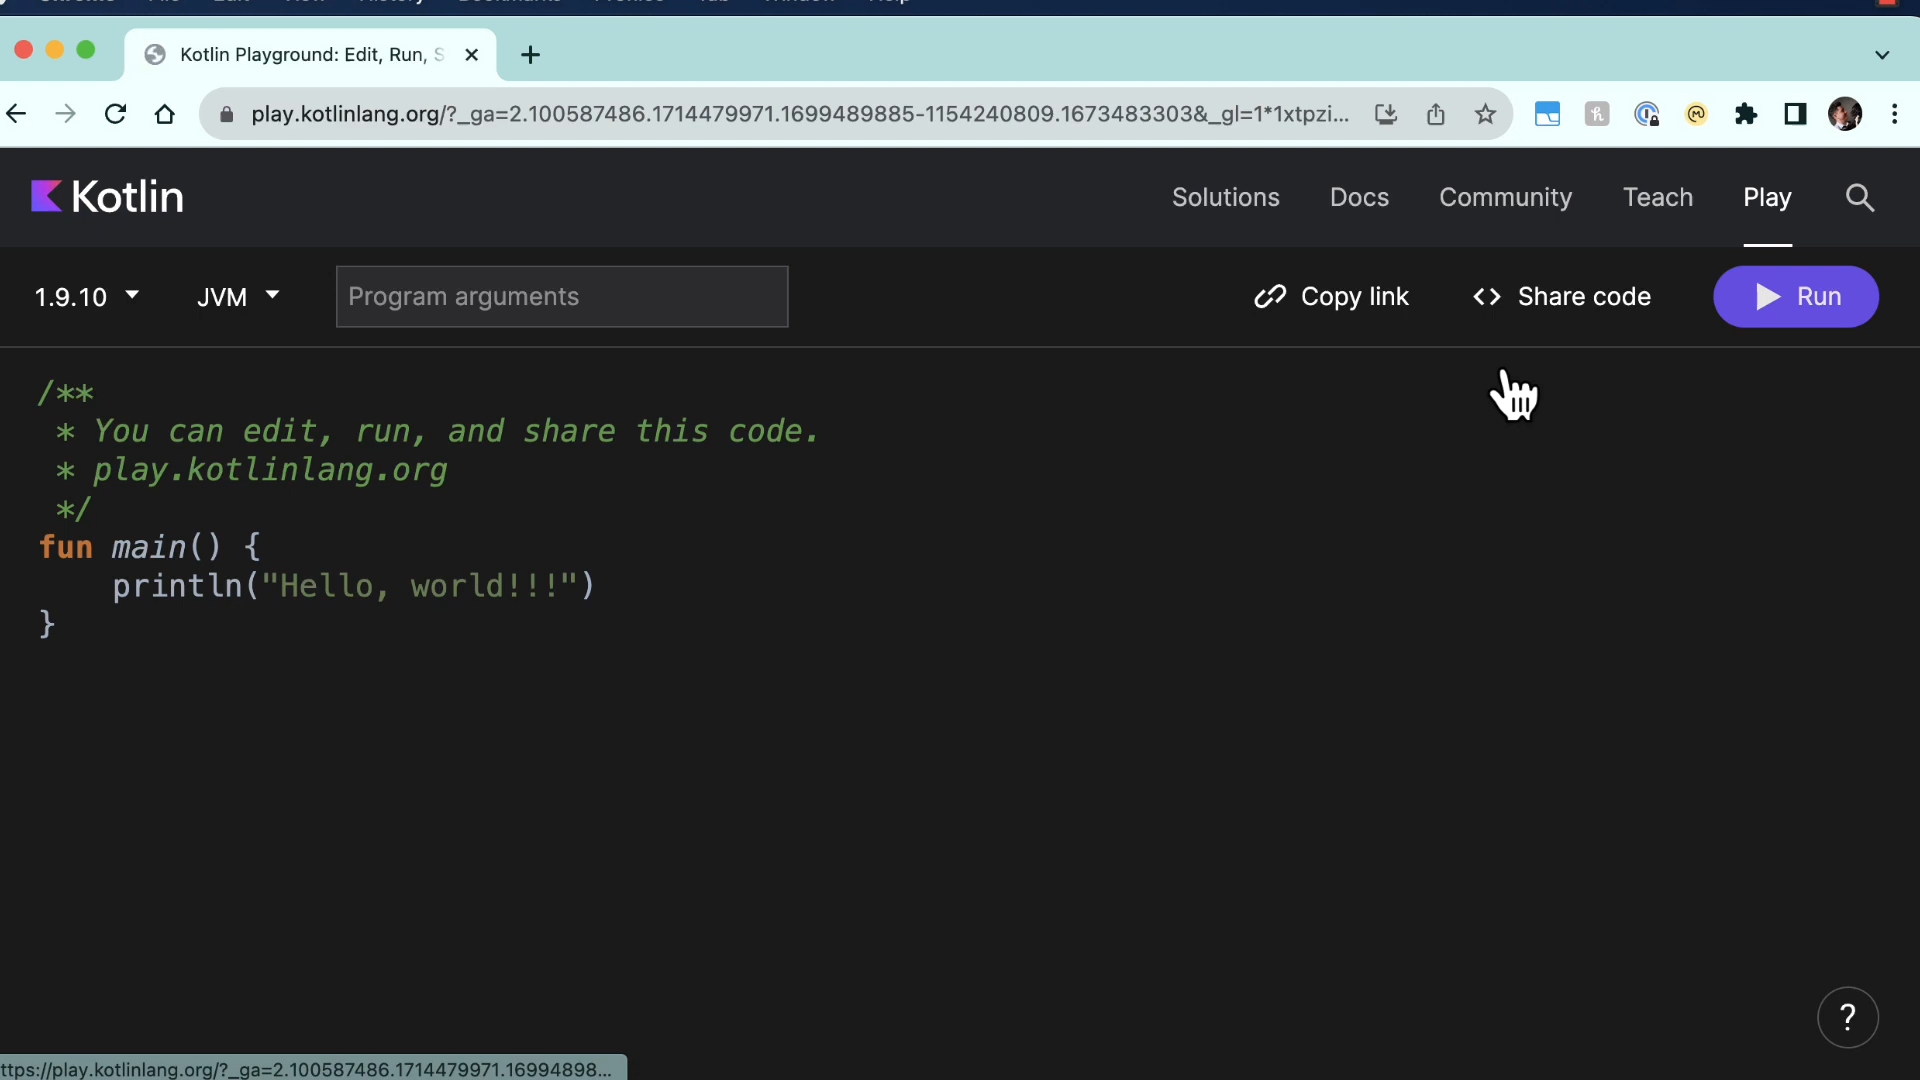 Kotlin Playground: Edit, Run, S
play.kotlinlang.org/?_ga=2.100587486.1714479971.1699489885-1154240809.1673483303&_gl=1*1xtpzi...
Kotlin
Solutions
Docs
Community
Teach
Play
1.9.10
JVM
Program arguments
Copy link
<> Share code
Run
/**
* You can edit, run, and share this code.
* play.kotlinlang.org
*/
fun main() {
println("Hello, world!!!")
}
?
ttps://play.kotlinlang.org/?_ga=2.100587486.1714479971.16994898...